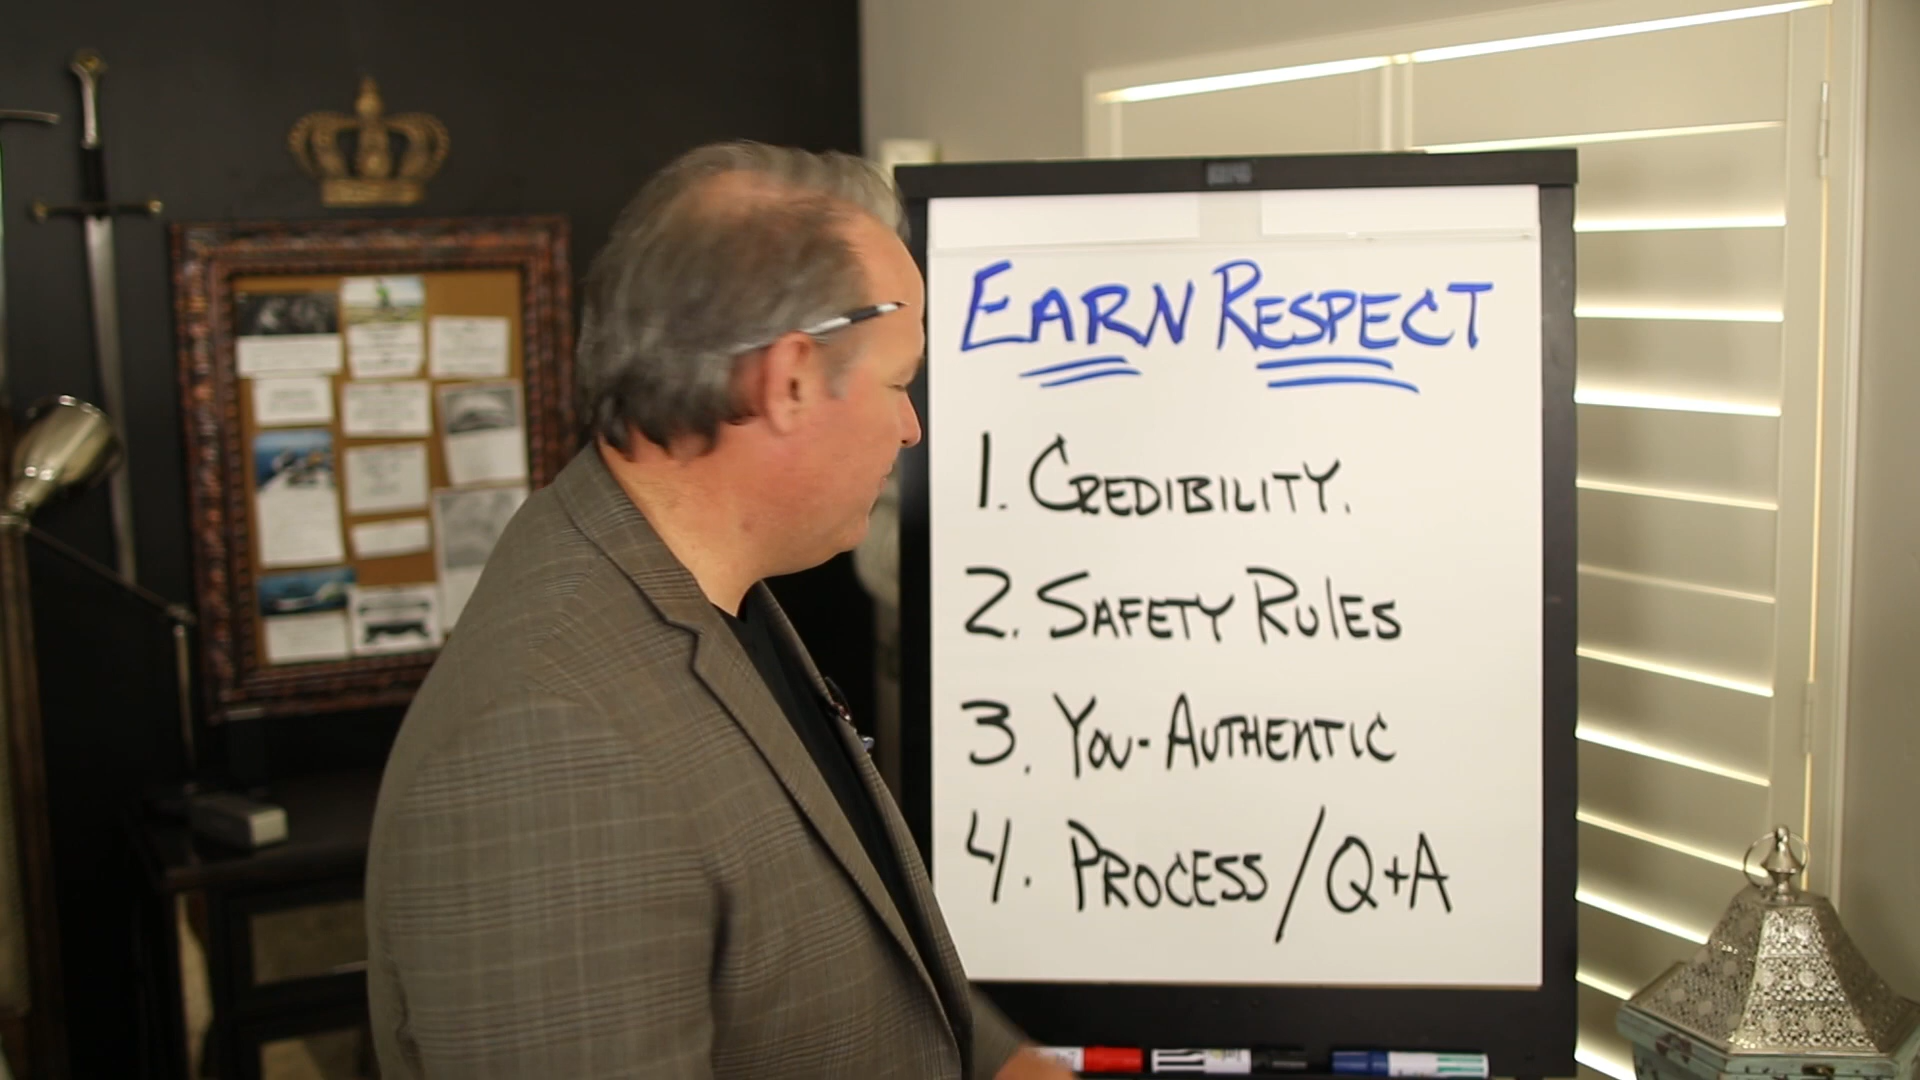 EARN RESPECT
1. CREDIBILITY.
2. SAFETY RULES
3. YOU-AUTHENTIC
4. PROCESS/Q+A